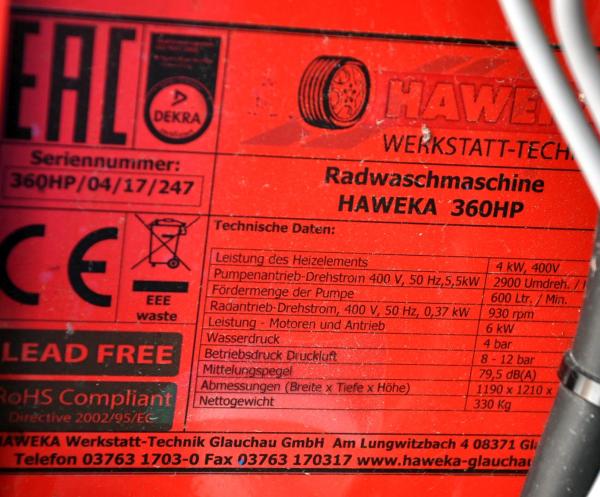 EAC
DEKRA
HAWE
WERKSTATT-TECH
Seriennummer:
360HP/04/17/247
Radwaschmaschine
HAWEKA 360HP
CE
EEE
waste
LEAD FREE
RoHS Compliant
Directive 2002/95/EC
Technische Daten:
Leistung des Heizelements 4 kW, 400V
Pumpenantrieb-Drehstrom 400 V, 50 Hz,5,5kW 2900 Umdreh. /
Fördermenge der Pumpe 600 Ltr. / Min.
Radantrieb-Drehstrom, 400 V, 50 Hz, 0,37 kW 930 rpm
Leistung - Motoren und Antrieb 6 kW
Wasserdruck 4 bar
Betriebsdruck Druckluft 8 - 12 bar
Mittelungspegel 79,5 dB(A)
Abmessungen (Breite x Tiefe x Höhe) 1190 x 1210 x
Nettogewicht 330 Kg
HAWEKA Werkstatt-Technik Glauchau GmbH Am Lungwitzbach 4 08371 Gl
Telefon 03763 1703-0 Fax 03763 170317 www.haweka-glauchau